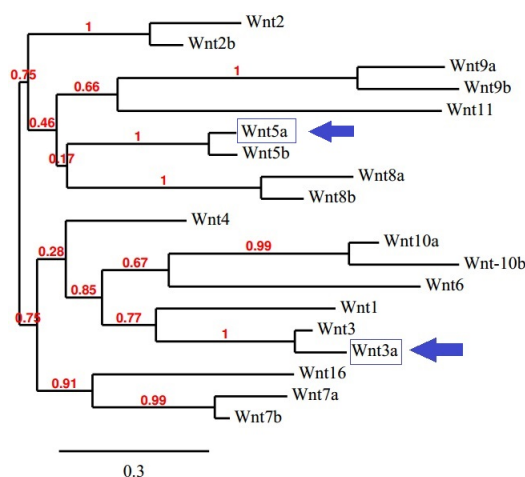 Wnt2
1
Wnt2b
0.75
Wnt9a
1
0.66
Wnt9b
Wnt11
0.46
Wnt5a
1
Wnt5b
0.17
Wnt8a
1
Wnt8b
Wnt4
0.28
Wnt10a
0.99
0.67
Wnt-10b
0.85
Wnt6
Wnt1
0.77
Wnt3
1
0.75
Wnt3a
Wnt16
0.91
Wnt7a
0.99
Wnt7b
0.3